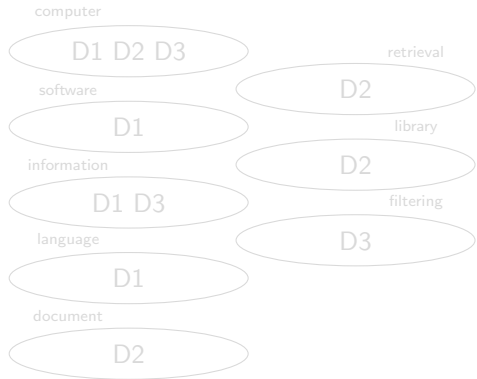 computer
D1 D2 D3
software
D1
information
D1 D3
language
D1
document
D2
retrieval
D2
library
D2
filtering
D3